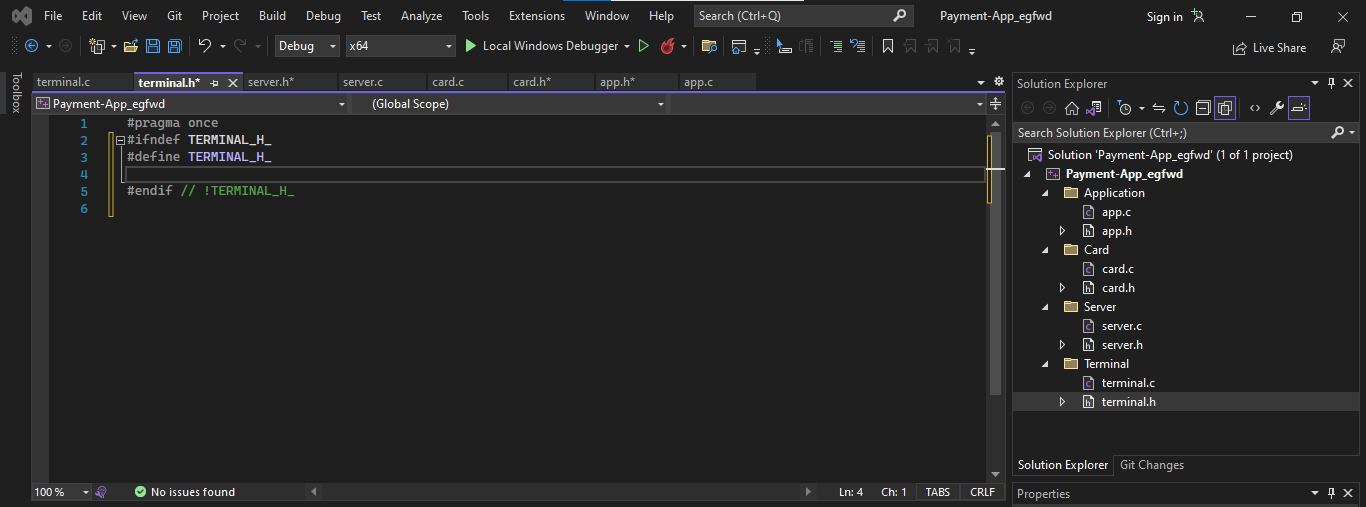 File Edit View Git Project Build Debug Test Analyze Tools Extensions Window Help Search (Ctrl+Q) Payment-App_egfwd Sign in
Debug x64 Local Windows Debugger Live Share
Toolbox
terminal.c terminal.h* server.h* server.c card.c card.h* app.h* app.c
Payment-App_egfwd (Global Scope)
1 #pragma once
2 #ifndef TERMINAL_H_
3 #define TERMINAL_H_
4
5 #endif // !TERMINAL_H_
6
100 % No issues found Ln: 4 Ch: 1 TABS CRLF
Solution Explorer
Search Solution Explorer (Ctrl+;)
Solution 'Payment-App_egfwd' (1 of 1 project)
Payment-App_egfwd
Application
app.c
app.h
Card
card.c
card.h
Server
server.c
server.h
Terminal
terminal.c
terminal.h
Solution Explorer Git Changes
Properties